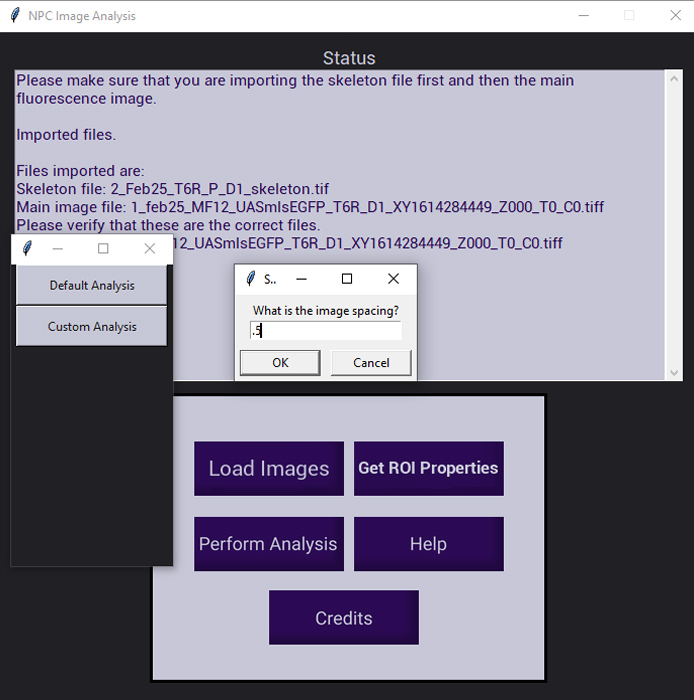 NPC Image Analysis
Status
Please make sure that you are importing the skeleton file first and then the main
fluorescence image.
Imported files.
Files imported are:
Skeleton file: 2_Feb25_T6R_P_D1_skeleton.tif
Main image file: 1_feb25_MF12_UASmIsEGFP_T6R_D1_XY1614284449_Z000_T0_C0.tiff
Please verify that these are the correct files.
12_UASmIsEGFP_T6R_D1_XY1614284449_Z000_T0_C0.tiff
Default Analysis
Custom Analysis
S..
What is the image spacing?
.5
OK Cancel
Load Images Get ROI Properties
Perform Analysis Help
Credits